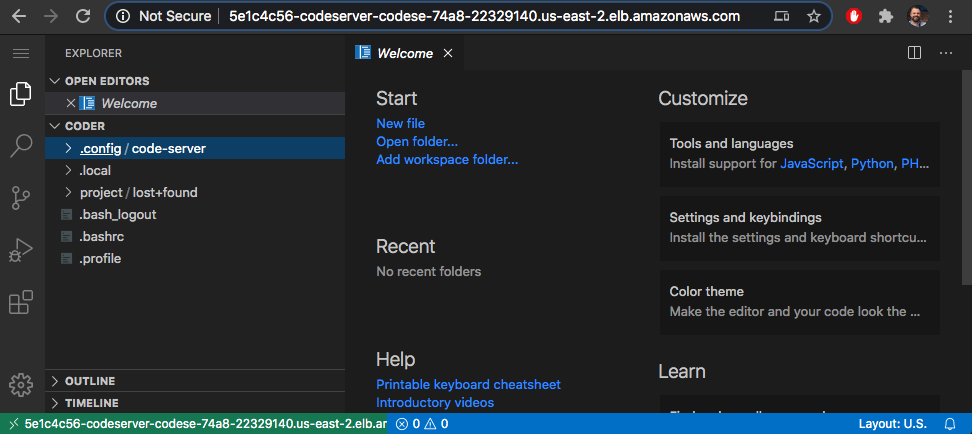 Not Secure 5e1c4c56-codeserver-codese-74a8-22329140.us-east-2.elb.amazonaws.com
EXPLORER
OPEN EDITORS
Welcome
CODER
.config / code-server
.local
project / lost+found
.bash_logout
.bashrc
.profile
OUTLINE
TIMELINE
Welcome
Start
New file
Open folder...
Add workspace folder...
Recent
No recent folders
Help
Printable keyboard cheatsheet
Introductory videos
Customize
Tools and languages
Install support for JavaScript, Python, PH...
Settings and keybindings
Install the settings and keyboard shortcu...
Color theme
Make the editor and your code look the ...
Learn
5e1c4c56-codeserver-codese-74a8-22329140.us-east-2.elb.am
0 0
Layout: U.S.